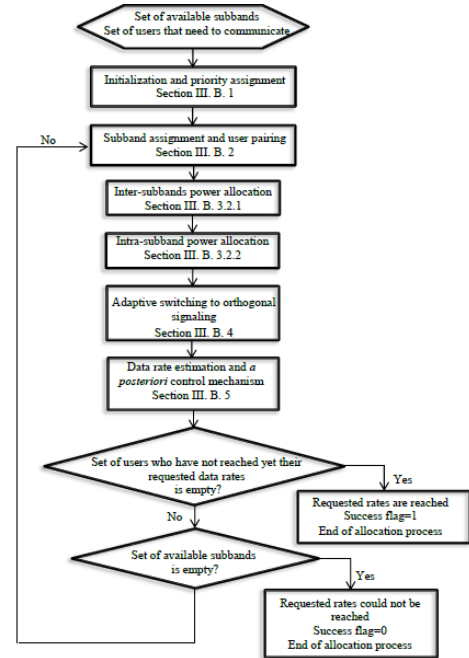 Set of available subbands
Set of users that need to communicate
Initialization and priority assignment
Section III. B. 1
No
Subband assignment and user pairing
Section III. B. 2
Inter-subbands power allocation
Section III. B. 3.2.1
Intra-subband power allocation
Section III. B. 3.2.2
Adaptive switching to orthogonal
signaling
Section III. B. 4
Data rate estimation and a
posteriori control mechanism
Section III. B. 5
Set of users who have not reached yet their
requested data rates
is empty?
Yes
Requested rates are reached
Success flag=1
End of allocation process
No
Set of available subbands
is empty?
Yes
Requested rates could not be
reached
Success flag=0
End of allocation process